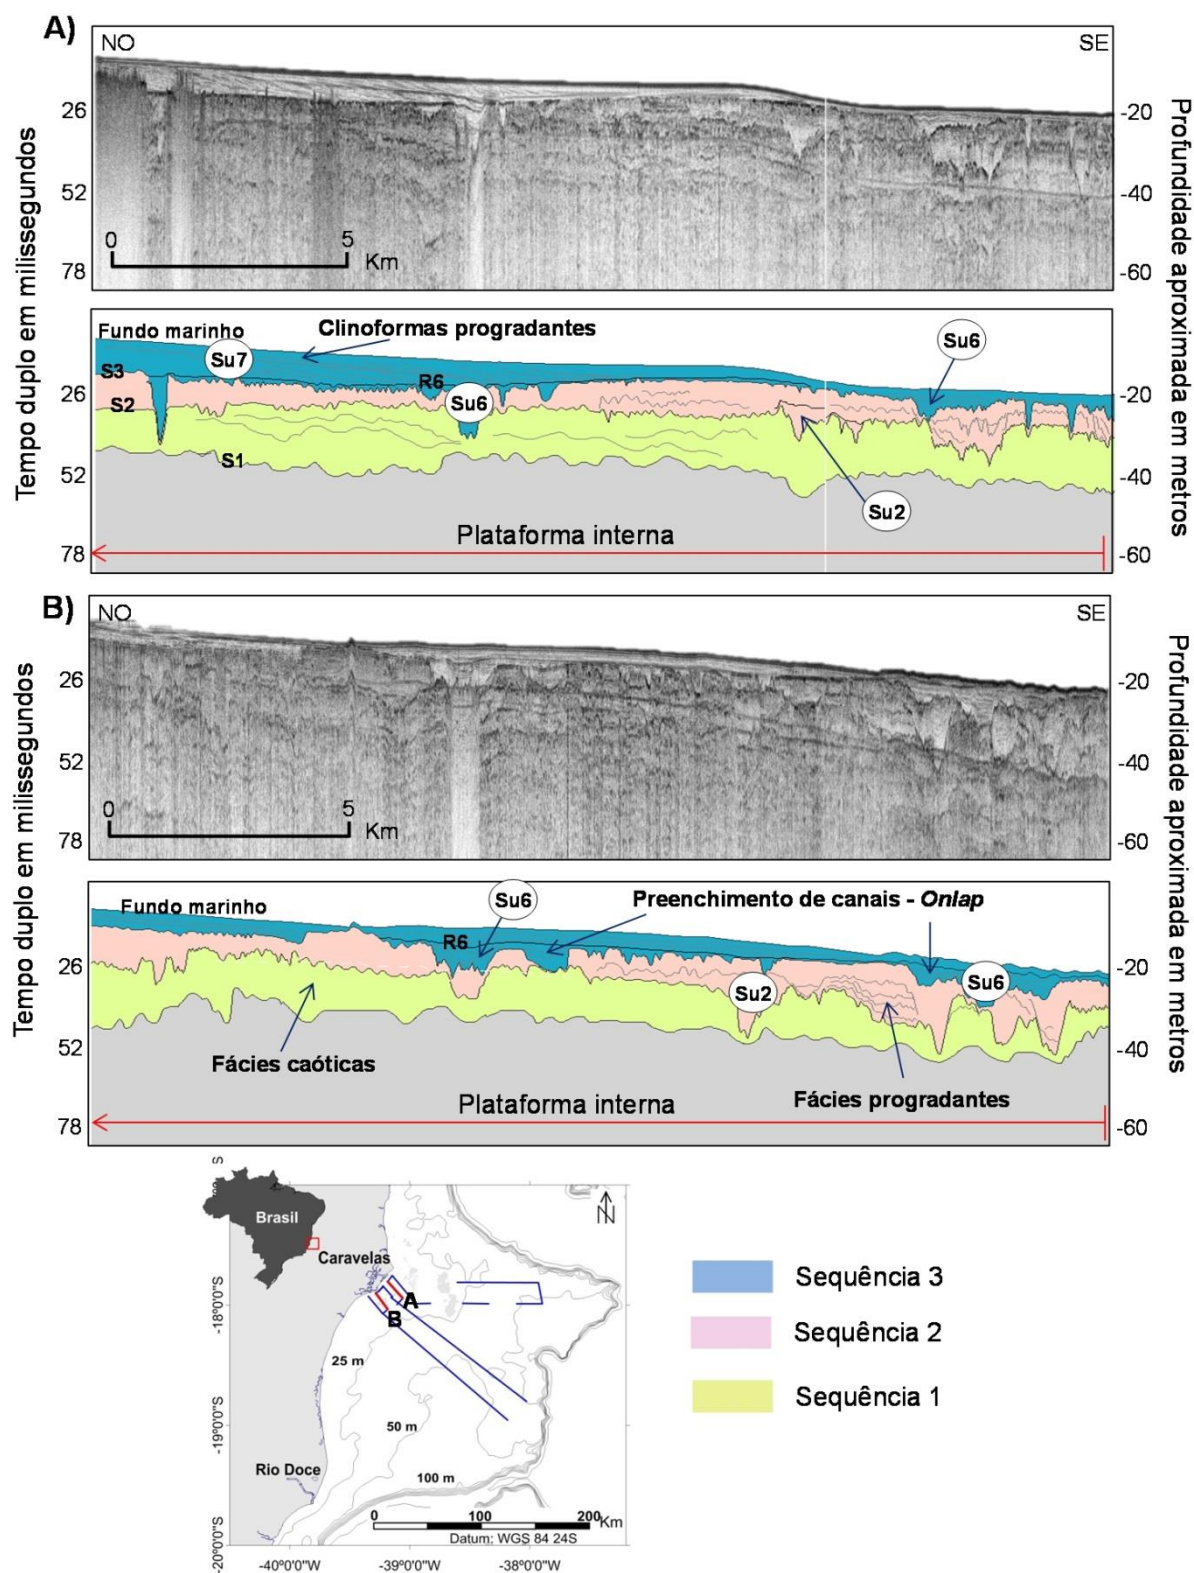 A)
NO
SE
Tempo duplo em milissegundos
Profundidade aproximada em metros
26
52
78
-20
-40
-60
0
5
Km
Fundo marinho
Clinoformas progradantes
Su7
Su6
S3
R6
Su6
S2
S1
Su2
26
52
78
-20
-40
-60
Plataforma interna
B)
NO
SE
Tempo duplo em milissegundos
Profundidade aproximada em metros
26
52
78
-20
-40
-60
0
5
Km
Fundo marinho
Su6
Preenchimento de canais - Onlap
R6
Su2
Su6
Fácies caóticas
Fácies progradantes
26
52
78
-20
-40
-60
Plataforma interna
Brasil
Caravelas
N
A
B
25 m
50 m
100 m
Rio Doce
0
100
200
Km
Datum: WGS 84 24S
-18°0'0"S
-19°0'0"S
-20°0'0"S
-40°0'0"W
-39°0'0"W
-38°0'0"W
Sequência 3
Sequência 2
Sequência 1